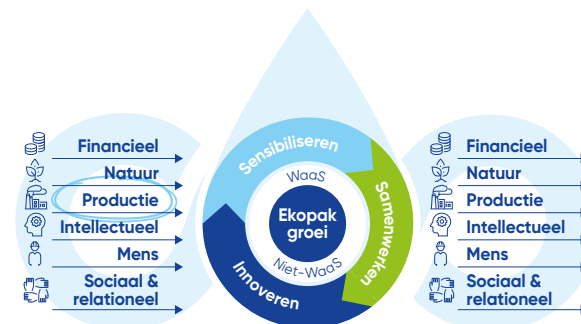 Financieel
Natuur
Productie
Intellectueel
Mens
Sociaal &
relationeel
Sensibiliseren
Samenwerken
Innoveren
WaaS
Ekopak
groei
Niet-WaaS
Financieel
Natuur
Productie
Intellectueel
Mens
Sociaal &
relationeel